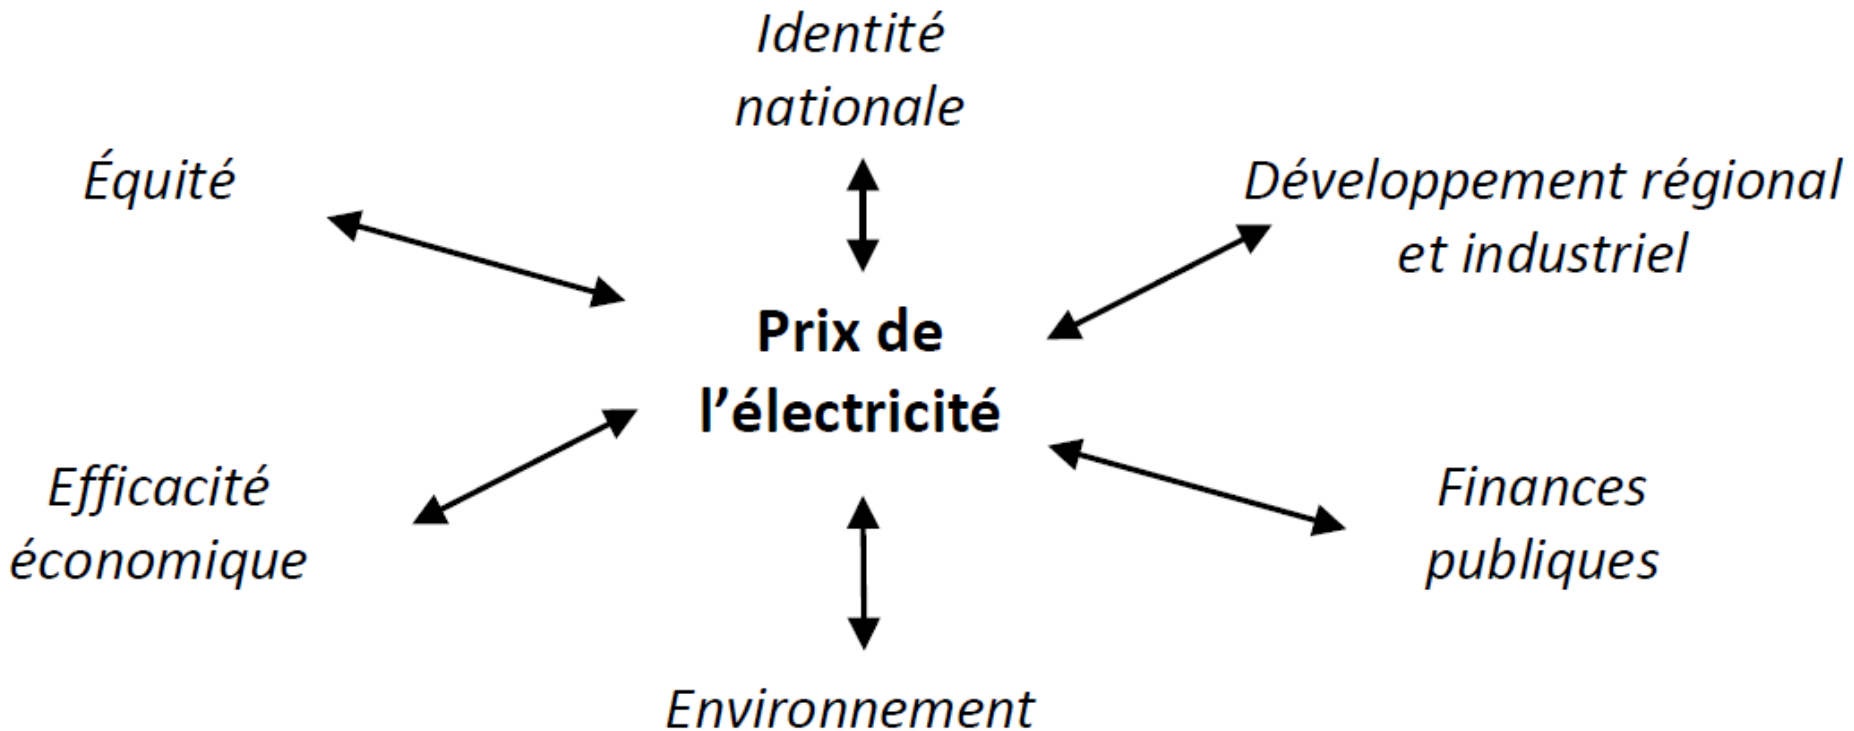 Identité
nationale
Équité
Développement régional
et industriel
Prix de
l’électricité
Efficacité
économique
Finances
publiques
Environnement